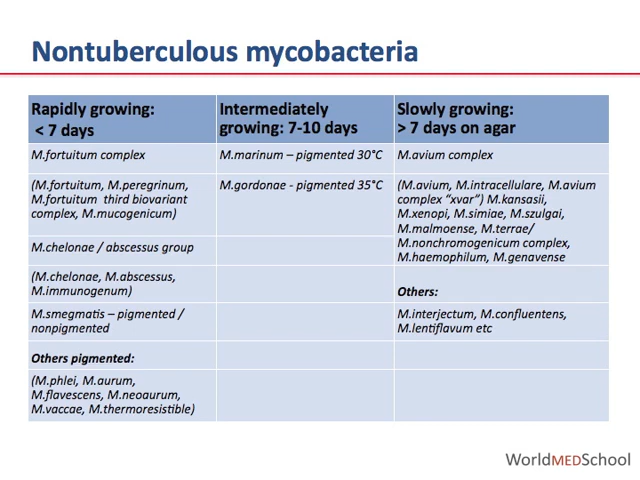 Nontuberculous mycobacteria
Rapidly growing:
< 7 days
Intermediately
growing: 7-10 days
Slowly growing:
> 7 days on agar
M.fortuitum complex
M.marinum – pigmented 30°C
M.avium complex
(M.fortuitum, M.peregrinum,
M.fortuitum third biovariant
complex, M.mucogenicum)
M.gordonae - pigmented 35°C
(M.avium, M.intracellulare, M.avium
complex “xvar”) M.kansasii,
M.xenopi, M.simiae, M.szulgai,
M.malmoense, M.terrae/
M.nonchromogenicum complex,
M.haemophilum, M.genavense
M.chelonae / abscessus group
(M.chelonae, M.abscessus,
M.immunogenum)
Others:
M.smegmatis – pigmented /
nonpigmented
M.interjectum, M.confluentens,
M.lentiflavum etc
Others pigmented:
(M.phlei, M.aurum,
M.flavescens, M.neoaurum,
M.vaccae, M.thermoresistible)
WorldMEDSchool